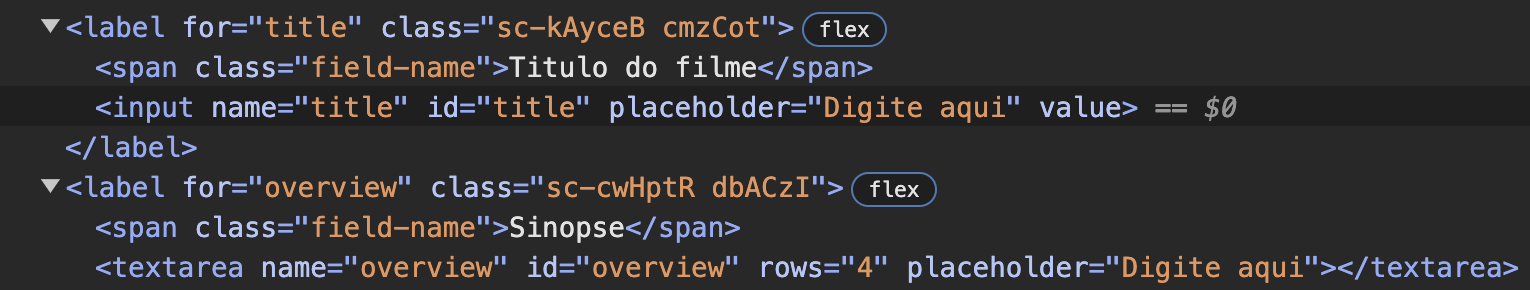 ▼<label for="title" class="sc-kAyceB cmzCot"> flex
<span class="field-name">Titulo do filme</span>
<input name="title" id="title" placeholder="Digite aqui" value> == $0
</label>
▼<label for="overview" class="sc-cwHptR dbACzI"> flex
<span class="field-name">Sinopse</span>
<textarea name="overview" id="overview" rows="4" placeholder="Digite aqui"></textarea>